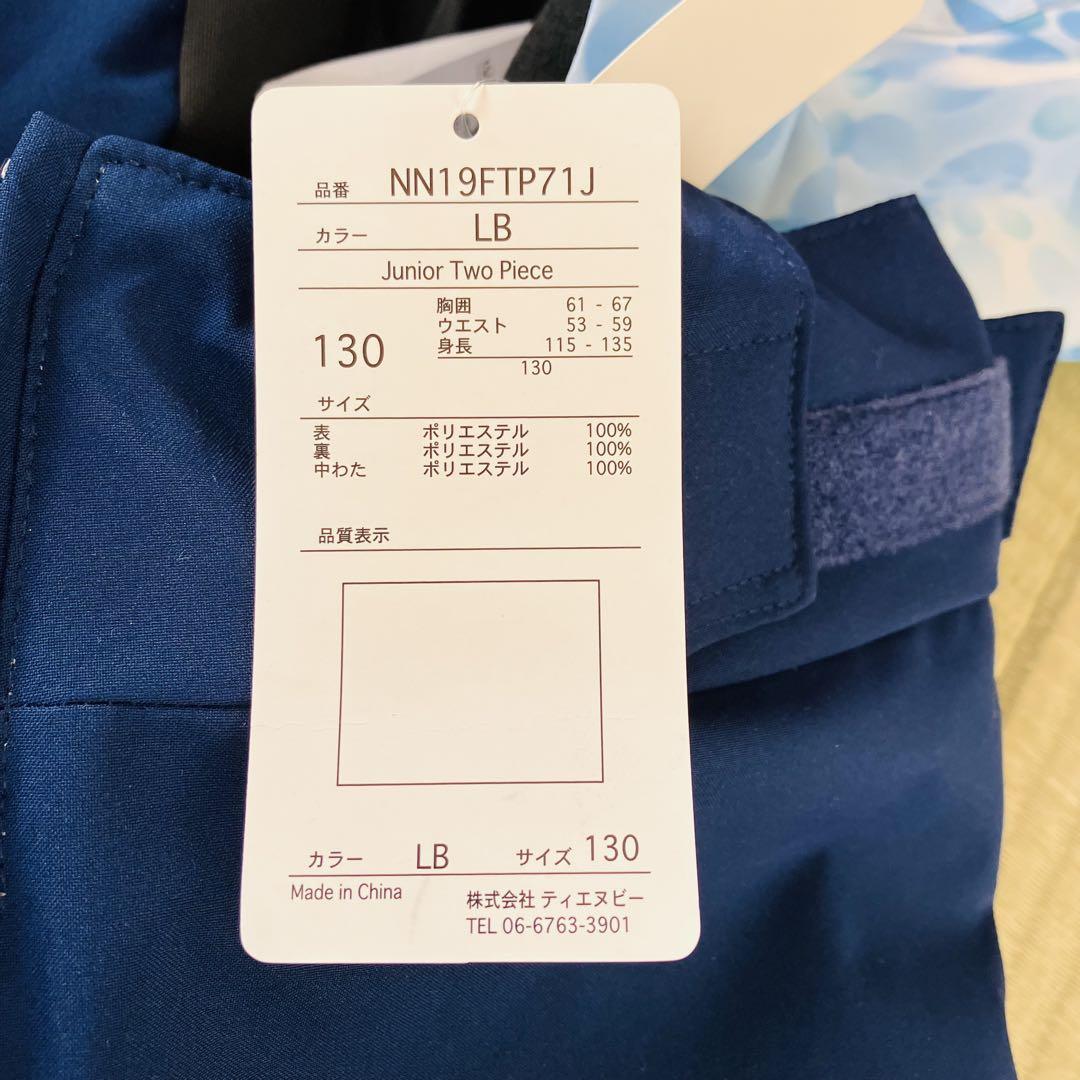 品番 NN19FTP71J
カラー LB
Junior Two Piece
胸囲 61 - 67
ウエスト 53 - 59
身長 115 - 135
130
130
サイズ
表 ポリエステル 100%
裏 ポリエステル 100%
中わた ポリエステル 100%
品質表示
カラー LB サイズ 130
Made in China
株式会社 ティエヌビー
TEL 06-6763-3901